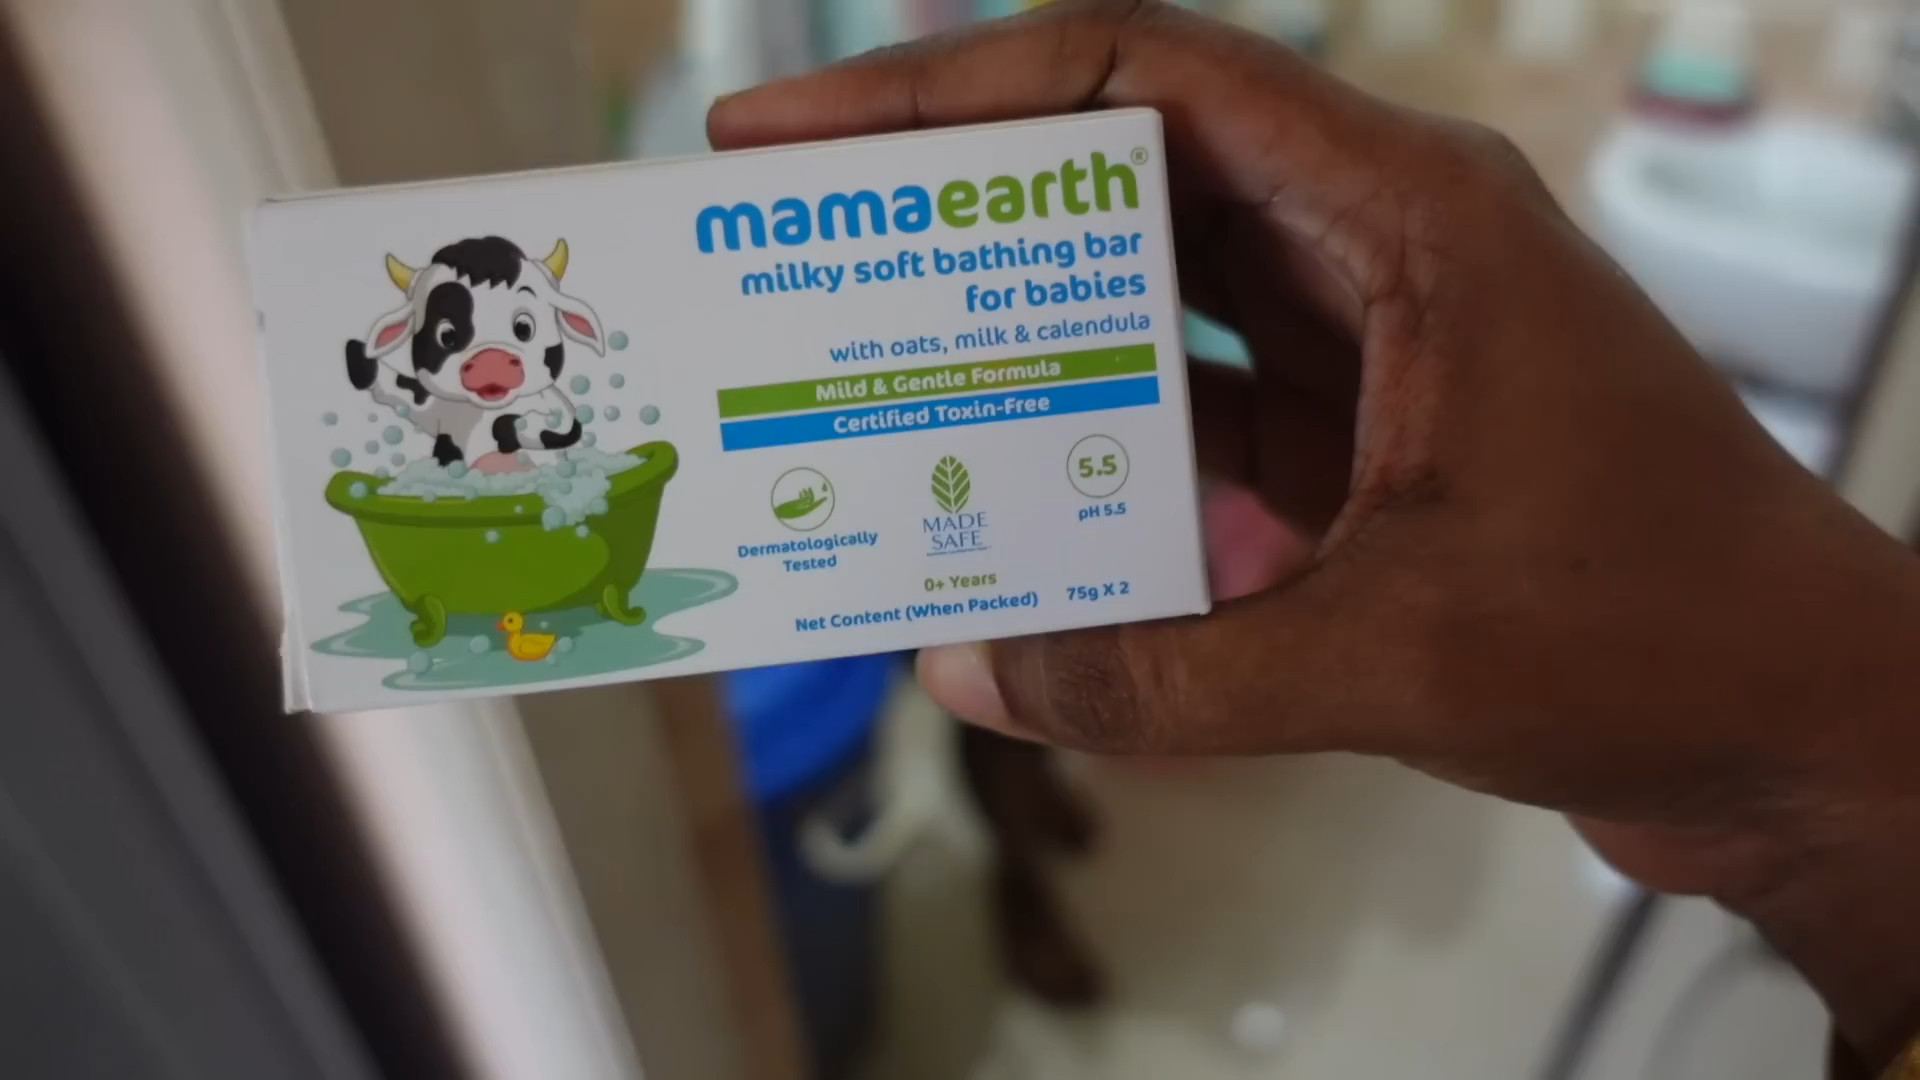 mamaearth®
milky soft bathing bar
for babies
with oats, milk & calendula
Mild & Gentle Formula
Certified Toxin-Free
5.5
pH 5.5
Dermatologically
Tested
MADE
SAFE
0+ Years
Net Content (When Packed) 75g X 2